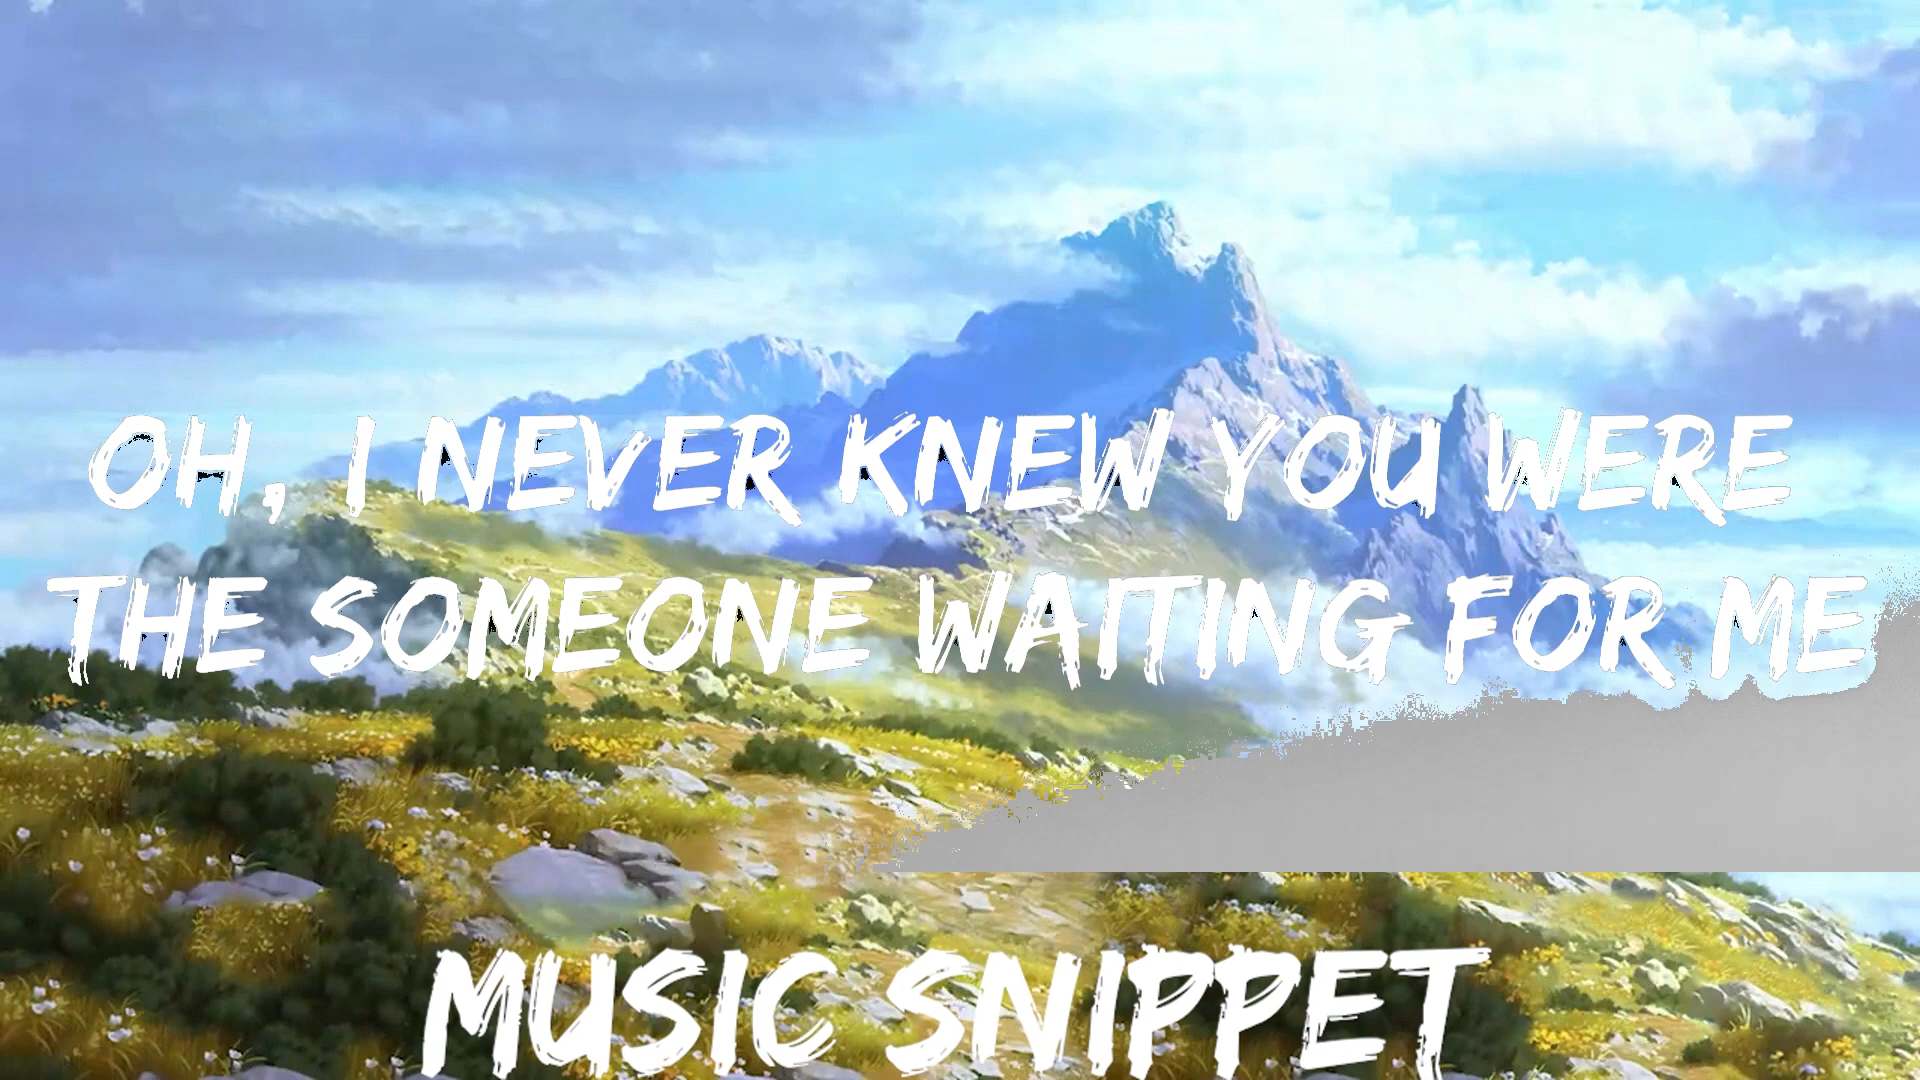 OH, I NEVER KNEW YOU WERE
THE SOMEONE WAITING FOR ME
MUSIC SNIPPET